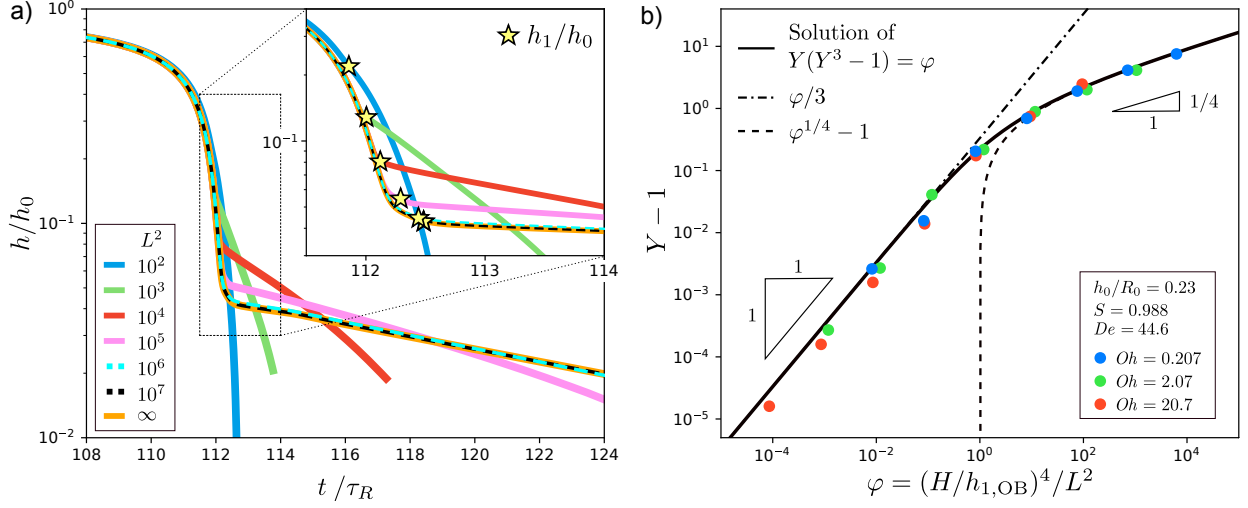 a)
h/h₀
10⁰
10⁻¹
10⁻²
L²
10²
10³
10⁴
10⁵
10⁶
10⁷
∞
h₁/h₀
10⁻¹
112 113 114
108 110 112 114 116 118 120 122 124
t/τ_R
b)
Y − 1
10¹
10⁰
10⁻¹
10⁻²
10⁻³
10⁻⁴
10⁻⁵
Solution of
Y(Y³ − 1) = φ
φ/3
φ^{1/4} − 1
1/4
1
1
1
h₀/R₀ = 0.23
S = 0.988
De = 44.6
Oh = 0.207
Oh = 2.07
Oh = 20.7
10⁻⁴ 10⁻² 10⁰ 10² 10⁴
φ = (H/h_{1,OB})⁴/L²